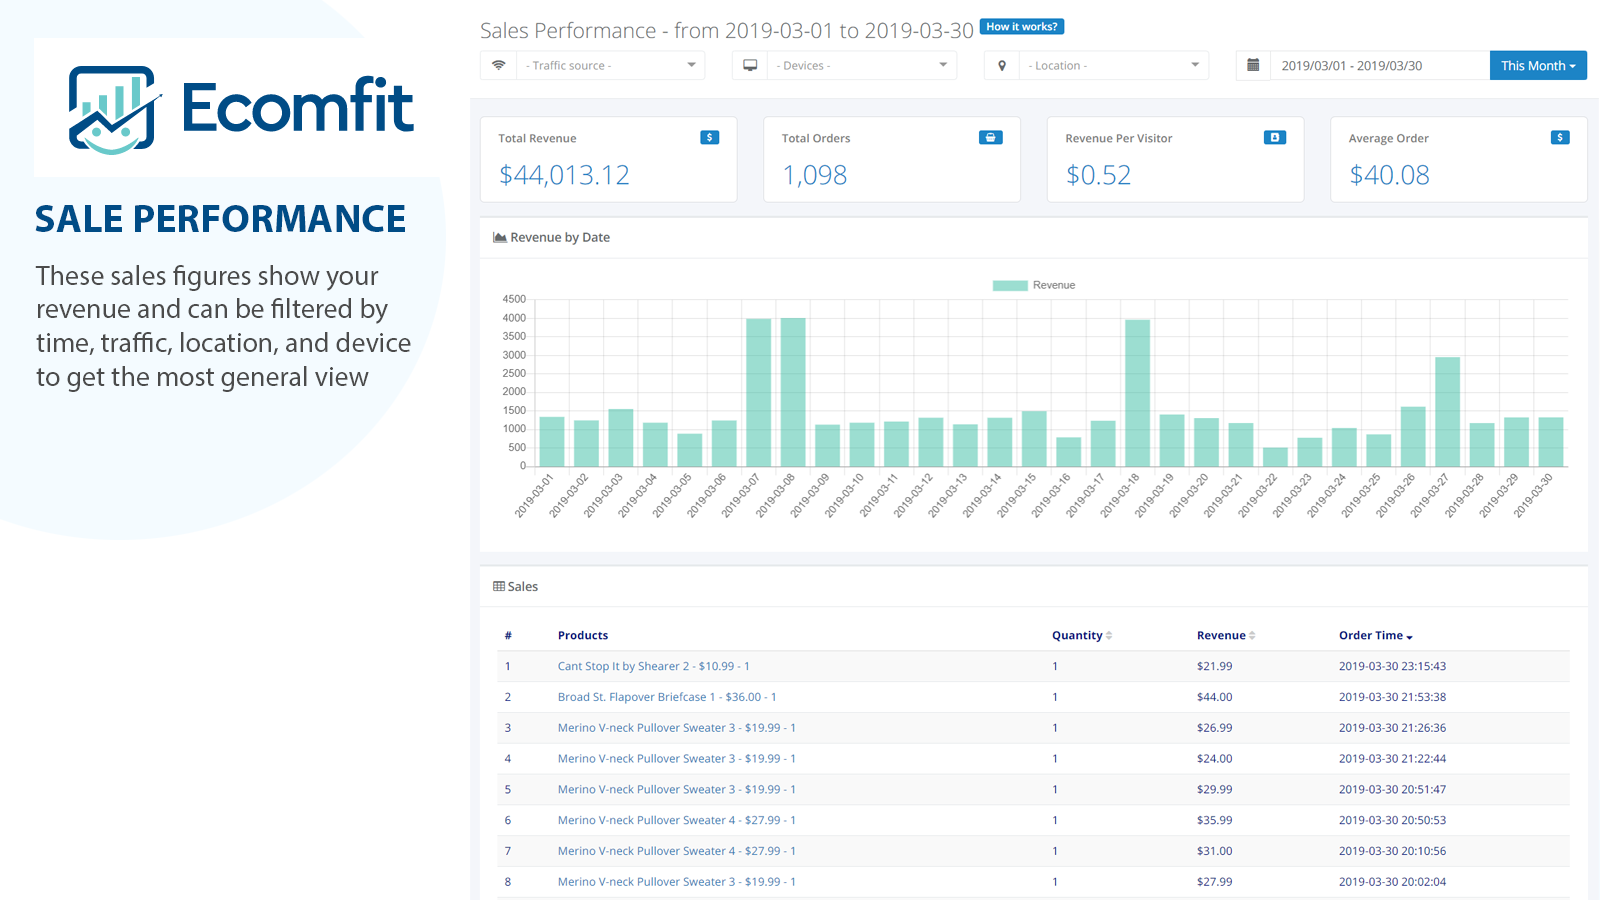 Ecomfit
SALE PERFORMANCE
These sales figures show your
revenue and can be filtered by
time, traffic, location, and device
to get the most general view
Sales Performance - from 2019-03-01 to 2019-03-30 How it works?
- Traffic source -
- Devices -
- Location -
2019/03/01 - 2019/03/30
This Month
Total Revenue $
$44,013.12
Total Orders
1,098
Revenue Per Visitor
$0.52
Average Order $
$40.08
Revenue by Date
Revenue
4500
4000
3500
3000
2500
2000
1500
1000
500
0
2019-03-01
2019-03-02
2019-03-03
2019-03-04
2019-03-05
2019-03-06
2019-03-07
2019-03-08
2019-03-09
2019-03-10
2019-03-11
2019-03-12
2019-03-13
2019-03-14
2019-03-15
2019-03-16
2019-03-17
2019-03-18
2019-03-19
2019-03-20
2019-03-21
2019-03-22
2019-03-23
2019-03-24
2019-03-25
2019-03-26
2019-03-27
2019-03-28
2019-03-29
2019-03-30
Sales
# Products Quantity Revenue Order Time
1 Cant Stop It by Shearer 2 - $10.99 - 1 1 $21.99 2019-03-30 23:15:43
2 Broad St. Flapover Briefcase 1 - $36.00 - 1 1 $44.00 2019-03-30 21:53:38
3 Merino V-neck Pullover Sweater 3 - $19.99 - 1 1 $26.99 2019-03-30 21:26:36
4 Merino V-neck Pullover Sweater 3 - $19.99 - 1 1 $24.00 2019-03-30 21:22:44
5 Merino V-neck Pullover Sweater 3 - $19.99 - 1 1 $29.99 2019-03-30 20:51:47
6 Merino V-neck Pullover Sweater 4 - $27.99 - 1 1 $35.99 2019-03-30 20:50:53
7 Merino V-neck Pullover Sweater 4 - $27.99 - 1 1 $31.00 2019-03-30 20:10:56
8 Merino V-neck Pullover Sweater 3 - $19.99 - 1 1 $27.99 2019-03-30 20:02:04